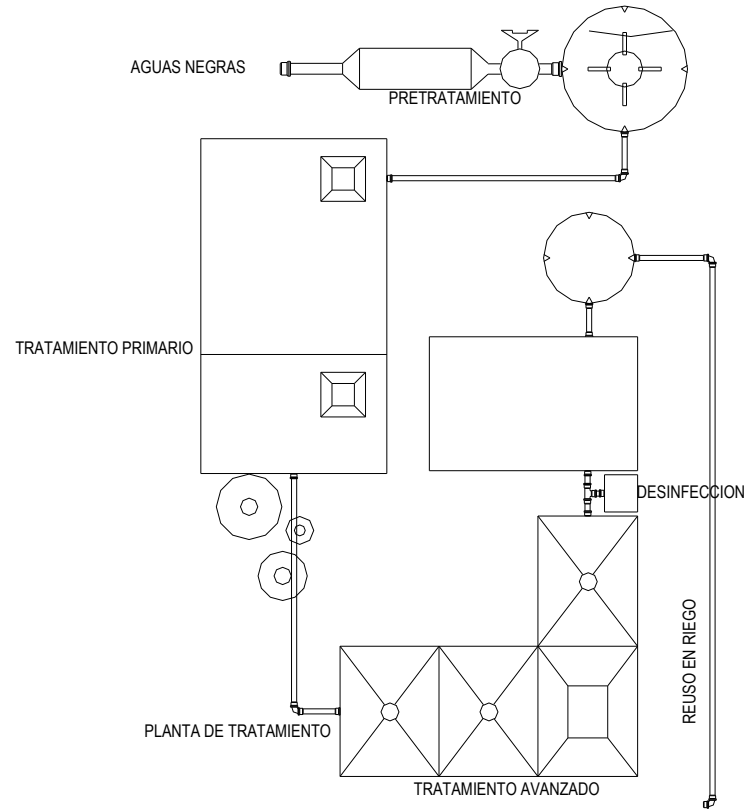 AGUAS NEGRAS
PRETRATAMIENTO
TRATAMIENTO PRIMARIO
DESINFECCION
REUSO EN RIEGO
PLANTA DE TRATAMIENTO
TRATAMIENTO AVANZADO